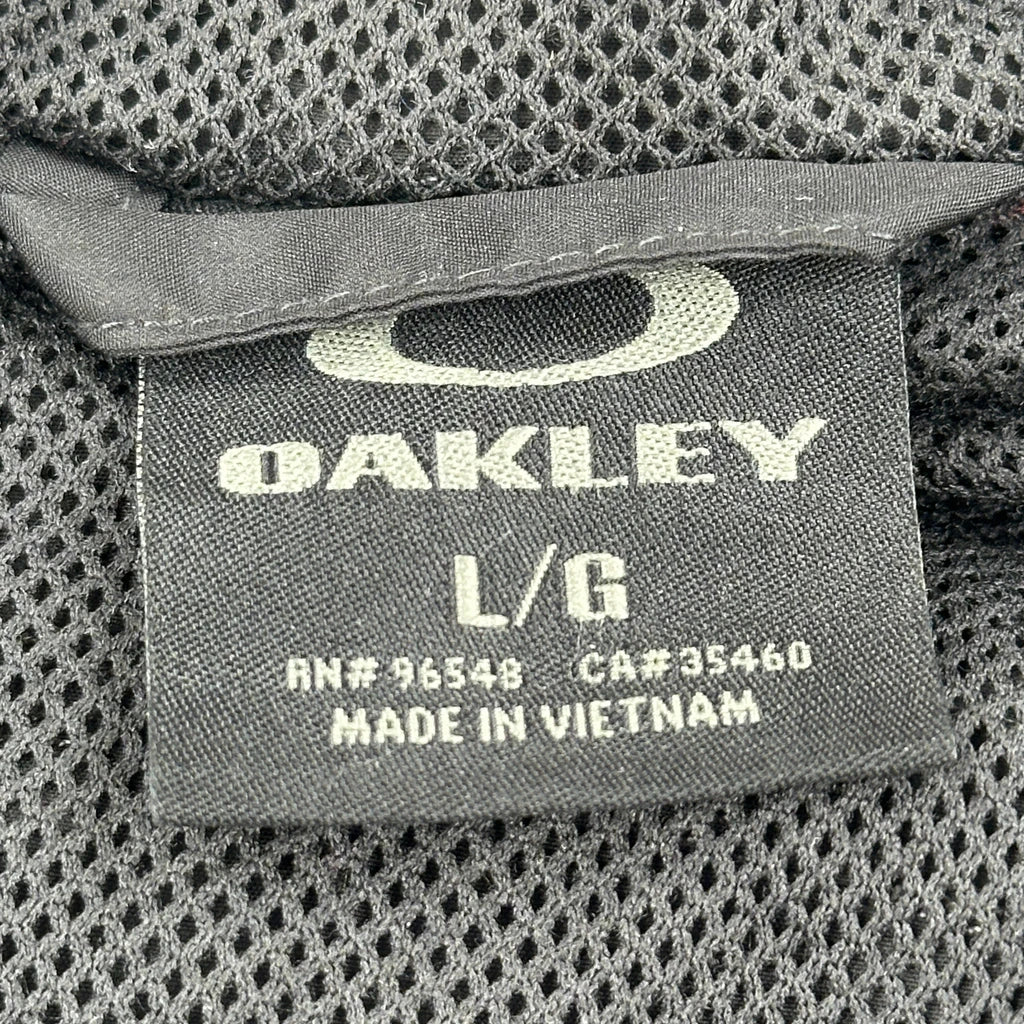 OAKLEY
L/G
RN# 96548 CA# 35460
MADE IN VIETNAM